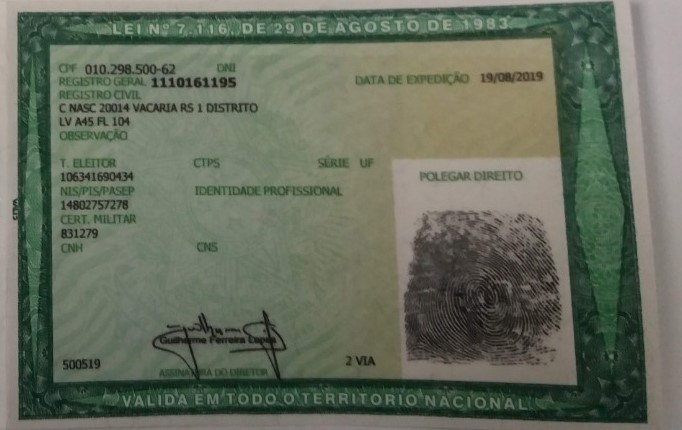 LEI Nº 7.116, DE 29 DE AGOSTO DE 1983
CPF 010.298.500-62 DNI
REGISTRO GERAL 1110161195 DATA DE EXPEDIÇÃO 19/08/2019
REGISTRO CIVIL
C NASC 20014 VACARIA RS 1 DISTRITO
LV A45 FL 104
OBSERVAÇÃO
T. ELEITOR CTPS SÉRIE UF
106341690434 POLEGAR DIREITO
NIS/PIS/PASEP IDENTIDADE PROFISSIONAL
14802757278
CERT. MILITAR
831279
CNH CNS
Guilherme Ferreira Lopes
500519 2 VIA
ASSINATURA DO DIRETOR
VALIDA EM TODO O TERRITORIO NACIONAL